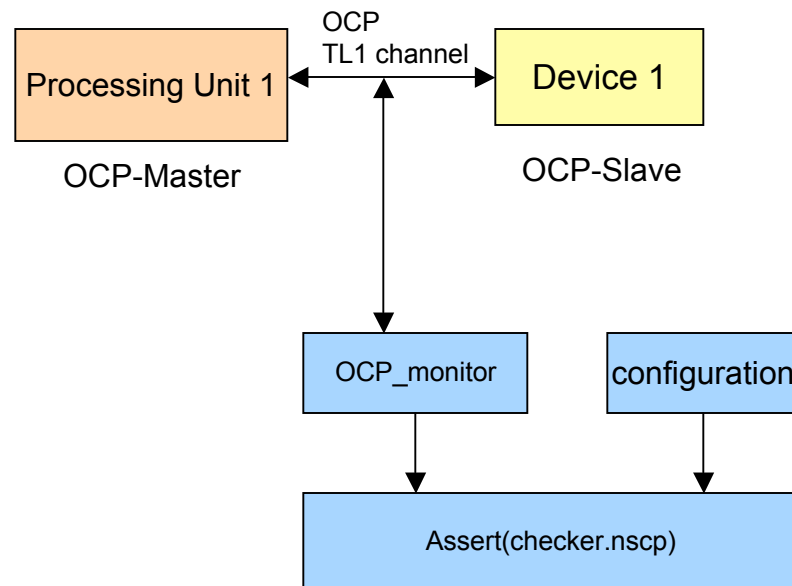 OCP
TL1 channel
Processing Unit 1
Device 1
OCP-Master
OCP-Slave
OCP_monitor
configuration
Assert(checker.nscp)